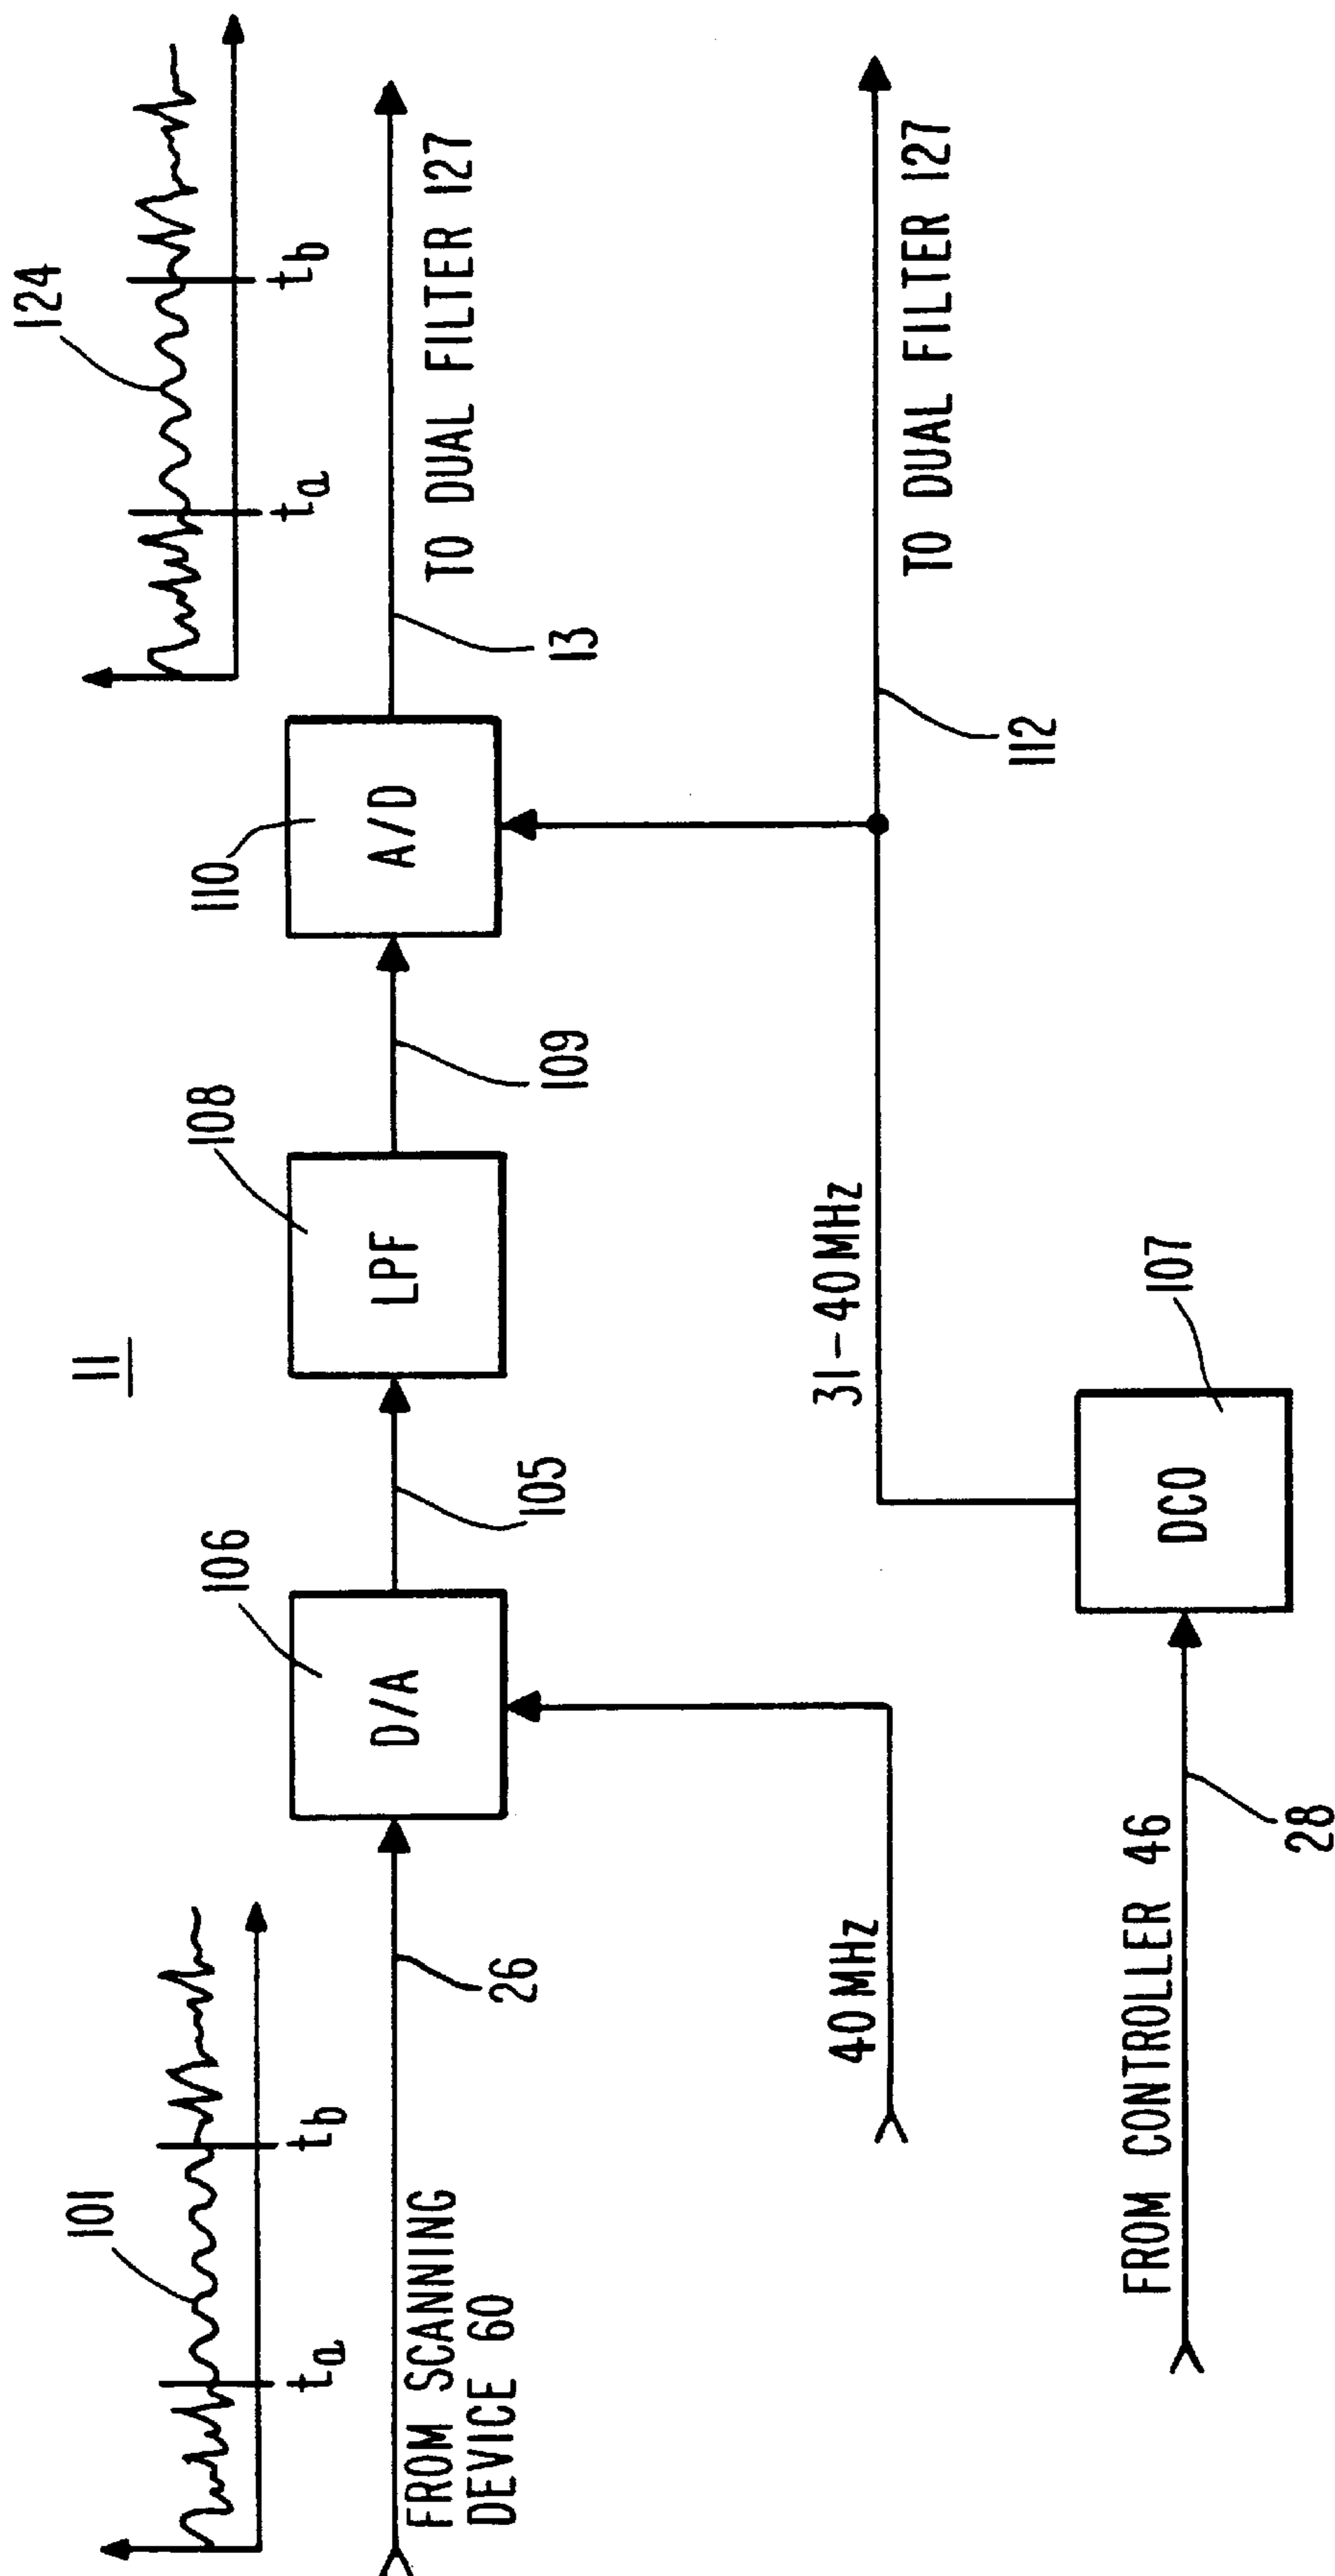 11
101
t_a
t_b
FROM SCANNING
DEVICE 60
26
106
D/A
105
108
LPF
109
110
A/D
13
124
t_a
t_b
TO DUAL FILTER 127
40 MHz
31-40 MHz
112
TO DUAL FILTER 127
FROM CONTROLLER 46
28
DCO
107